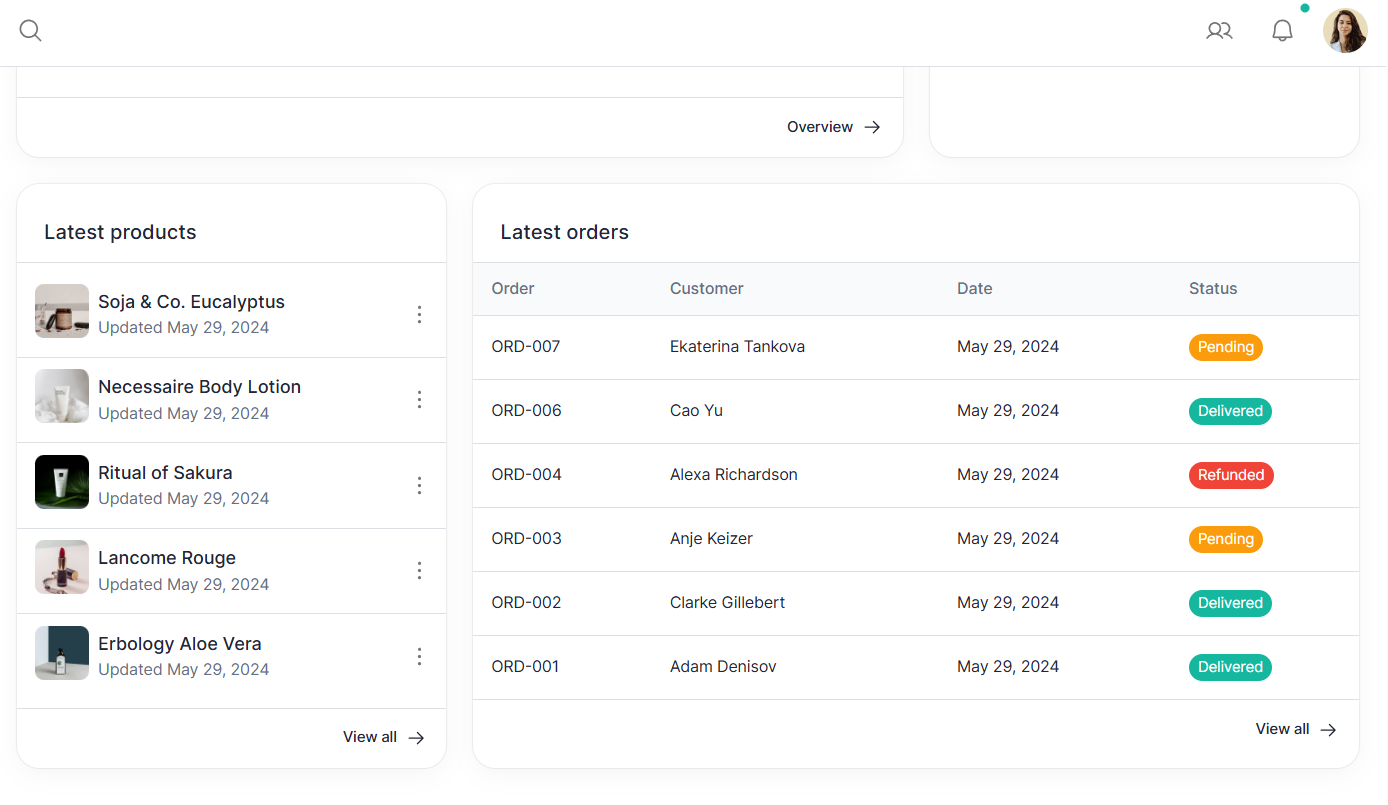 Overview
Latest products
Soja & Co. Eucalyptus
Updated May 29, 2024
Necessaire Body Lotion
Updated May 29, 2024
Ritual of Sakura
Updated May 29, 2024
Lancome Rouge
Updated May 29, 2024
Erbology Aloe Vera
Updated May 29, 2024
View all
Latest orders
Order Customer Date Status
ORD-007 Ekaterina Tankova May 29, 2024 Pending
ORD-006 Cao Yu May 29, 2024 Delivered
ORD-004 Alexa Richardson May 29, 2024 Refunded
ORD-003 Anje Keizer May 29, 2024 Pending
ORD-002 Clarke Gillebert May 29, 2024 Delivered
ORD-001 Adam Denisov May 29, 2024 Delivered
View all